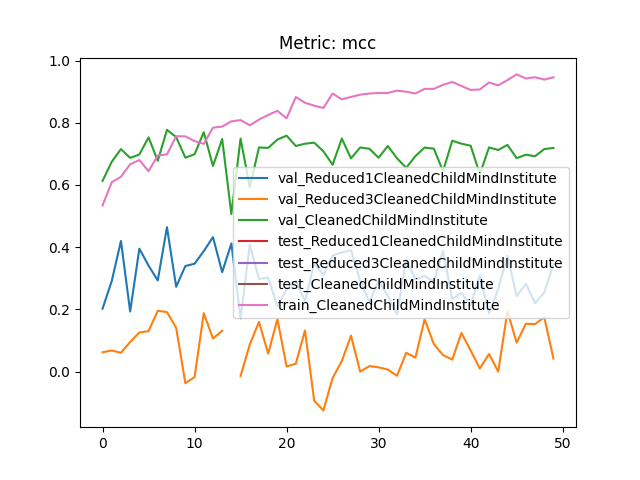 Metric: mcc
1.0
0.8
0.6
0.4
0.2
0.0
val_Reduced1CleanedChildMindInstitute
val_Reduced3CleanedChildMindInstitute
val_CleanedChildMindInstitute
test_Reduced1CleanedChildMindInstitute
test_Reduced3CleanedChildMindInstitute
test_CleanedChildMindInstitute
train_CleanedChildMindInstitute
0 10 20 30 40 50